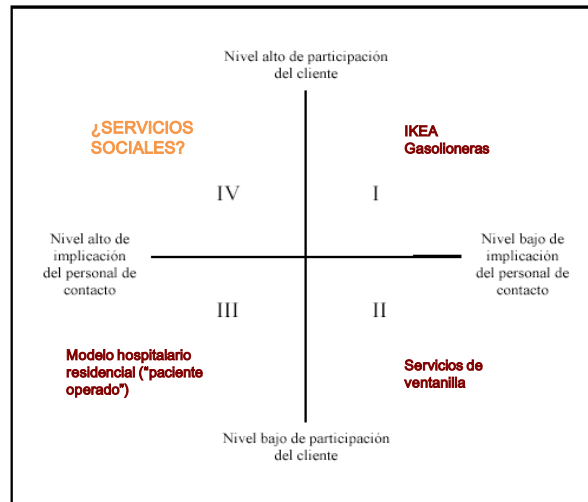 Nivel alto de participación
del cliente
¿SERVICIOS
SOCIALES?
IKEA
Gasolioneras
IV
I
Nivel alto de
implicación
del personal de
contacto
Nivel bajo de
implicación
del personal de
contacto
III
II
Modelo hospitalario
residencial (“paciente
operado”)
Servicios de
ventanilla
Nivel bajo de participación
del cliente